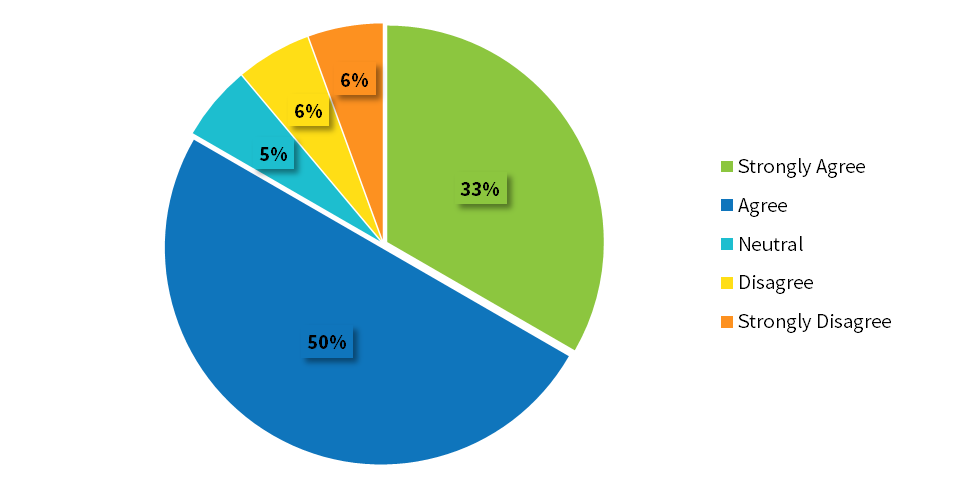 6%
6%
5%
33%
50%
Strongly Agree
Agree
Neutral
Disagree
Strongly Disagree